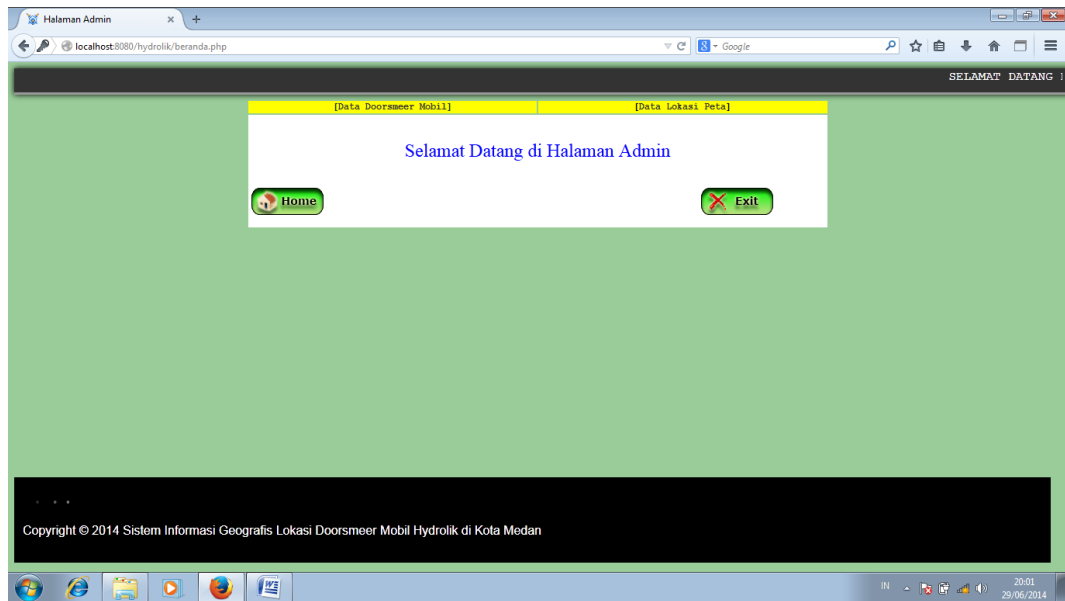 Halaman Admin
localhost:8080/hydrolik/beranda.php
Google
SELAMAT DATANG
[Data Doorsmeer Mobil] [Data Lokasi Peta]
Selamat Datang di Halaman Admin
Home Exit
Copyright © 2014 Sistem Informasi Geografis Lokasi Doorsmeer Mobil Hydrolik di Kota Medan
IN 20:01
29/06/2014